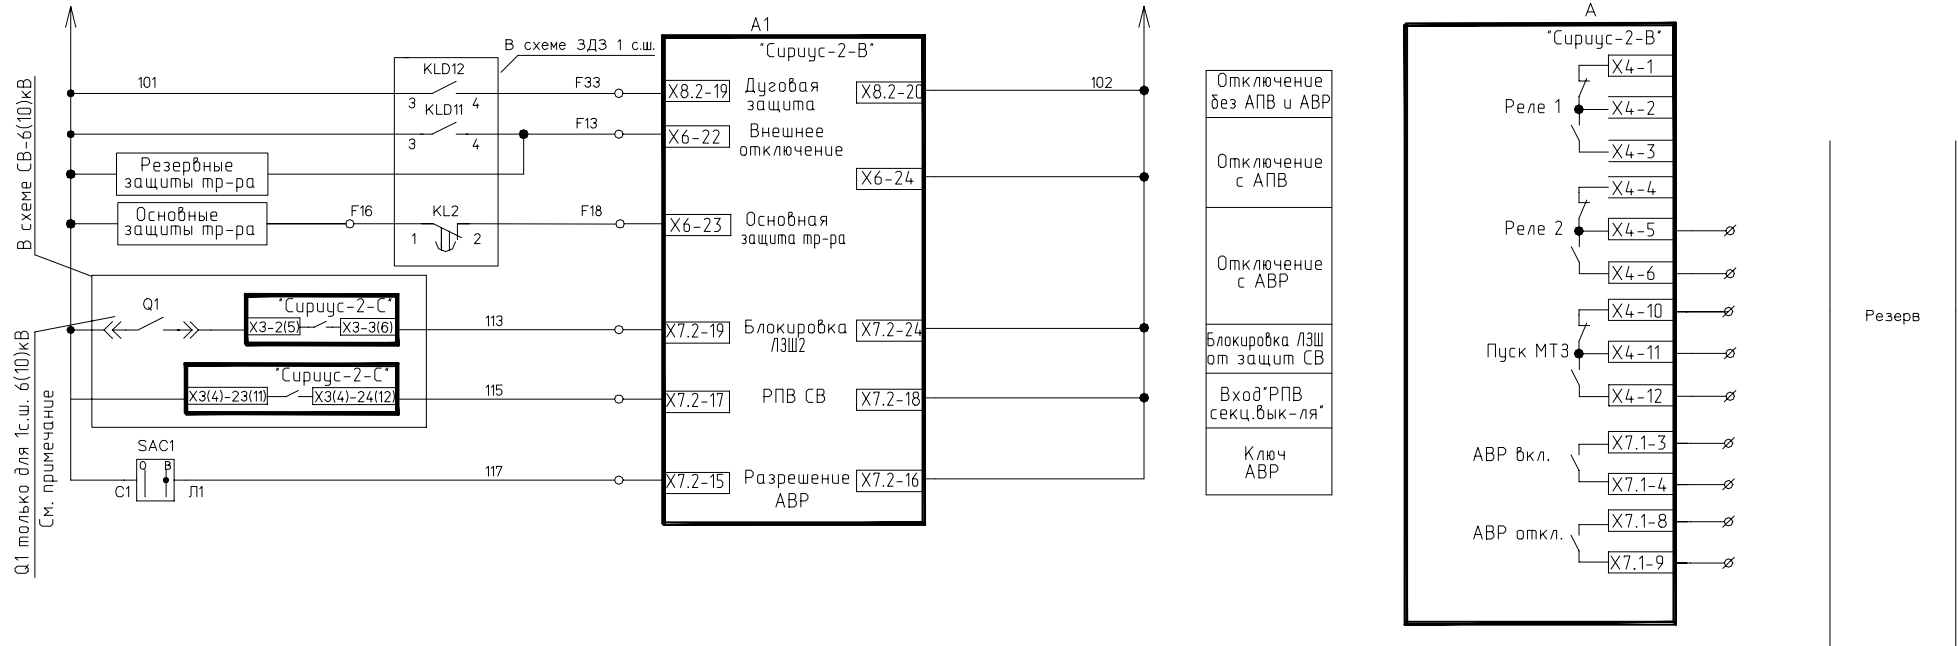 В схеме СВ-6(10)кВ
Q1 только для 1с.ш. 6(10)кВ
См. примечание
101
KLD12
3 4
KLD11
3 4
В схеме ЗДЗ 1 с.ш.
F33
F13
Резервные
защиты тр-ра
Основные
защиты тр-ра
F16
KL2
1 2
F18
Q1
"Сириус-2-С"
X3-2(5)
X3-3(6)
113
"Сириус-2-С"
X3(4)-23(11)
X3(4)-24(12)
115
SAC1
О В
С1
Л1
117
А1
"Сириус-2-В"
X8.2-19
Дуговая
защита
X8.2-20
X6-22
Внешнее
отключение
X6-24
X6-23
Основная
защита тр-ра
X7.2-19
Блокировка
ЛЗШ2
X7.2-24
X7.2-17
РПВ СВ
X7.2-18
X7.2-15
Разрешение
АВР
X7.2-16
102
Отключение
без АПВ и АВР
Отключение
с АПВ
Отключение
с АВР
Блокировка ЛЗШ
от защит СВ
Вход"РПВ
секц.вык-ля"
Ключ
АВР
А
"Сириус-2-В"
X4-1
Реле 1
X4-2
X4-3
X4-4
Реле 2
X4-5
X4-6
X4-10
Пуск МТЗ
X4-11
X4-12
X7.1-3
АВР вкл.
X7.1-4
X7.1-8
АВР откл.
X7.1-9
Резерв